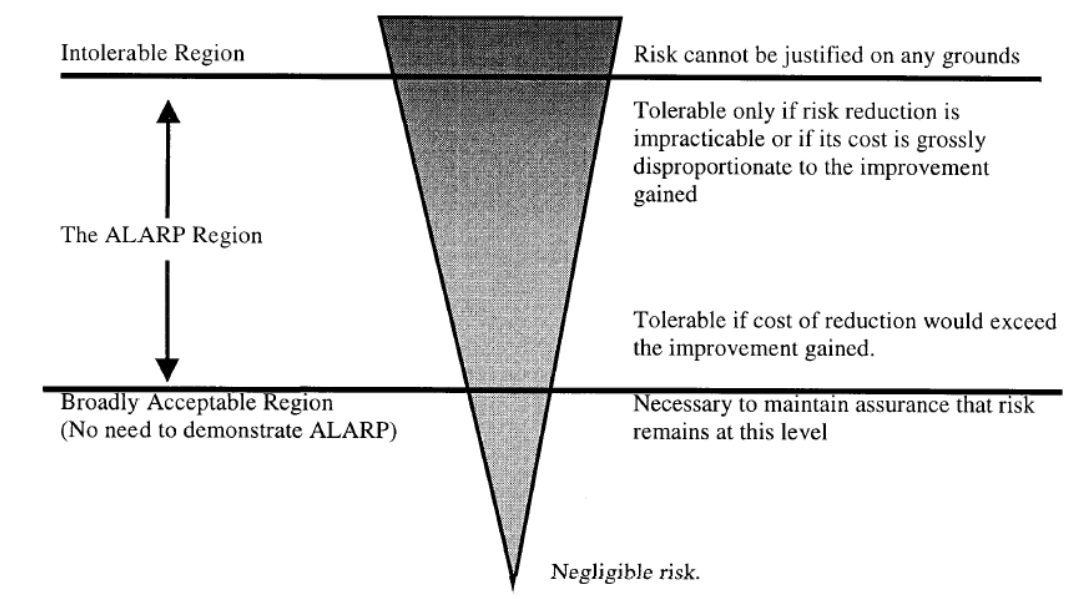 Intolerable Region
Risk cannot be justified on any grounds
Tolerable only if risk reduction is
impracticable or if its cost is grossly
disproportionate to the improvement
gained
The ALARP Region
Tolerable if cost of reduction would exceed
the improvement gained.
Broadly Acceptable Region
(No need to demonstrate ALARP)
Necessary to maintain assurance that risk
remains at this level
Negligible risk.